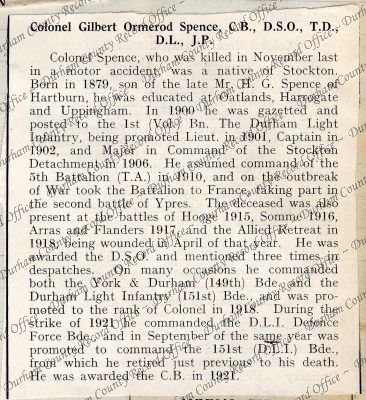 Colonel Gilbert Ormerod Spence, C.B., D.S.O., T.D.,
D.L., J.P.
Colonel Spence, who was killed in November last
in a motor accident, was a native of Stockton.
Born in 1879, son of the late Mr. H. G. Spence, of
Hartburn, he was educated at Oatlands, Harrogate
and Uppingham. In 1900 he was gazetted and
posted to the 1st (Vol.) Bn. The Durham Light
Infantry, being promoted Lieut. in 1901, Captain in
1902, and Major in Command of the Stockton
Detachment in 1906. He assumed command of the
5th Battalion (T.A.) in 1910, and on the outbreak
of War took the Battalion to France, taking part in
the second battle of Ypres. The deceased was also
present at the battles of Hooge 1915, Somme 1916,
Arras and Flanders 1917, and the Allied Retreat in
1918, being wounded in April of that year. He was
awarded the D.S.O. and mentioned three times in
despatches. On many occasions he commanded
both the York & Durham (149th) Bde. and the
Durham Light Infantry (151st) Bde., and was pro-
moted to the rank of Colonel in 1918. During the
strike of 1921 he commanded the D.L.I. Defence
Force Bde., and in September of the same year was
promoted to command the 151st (D.L.I.) Bde.,
from which he retired just previous to his death.
He was awarded the C.B. in 1921.
Durham County Record Office ~